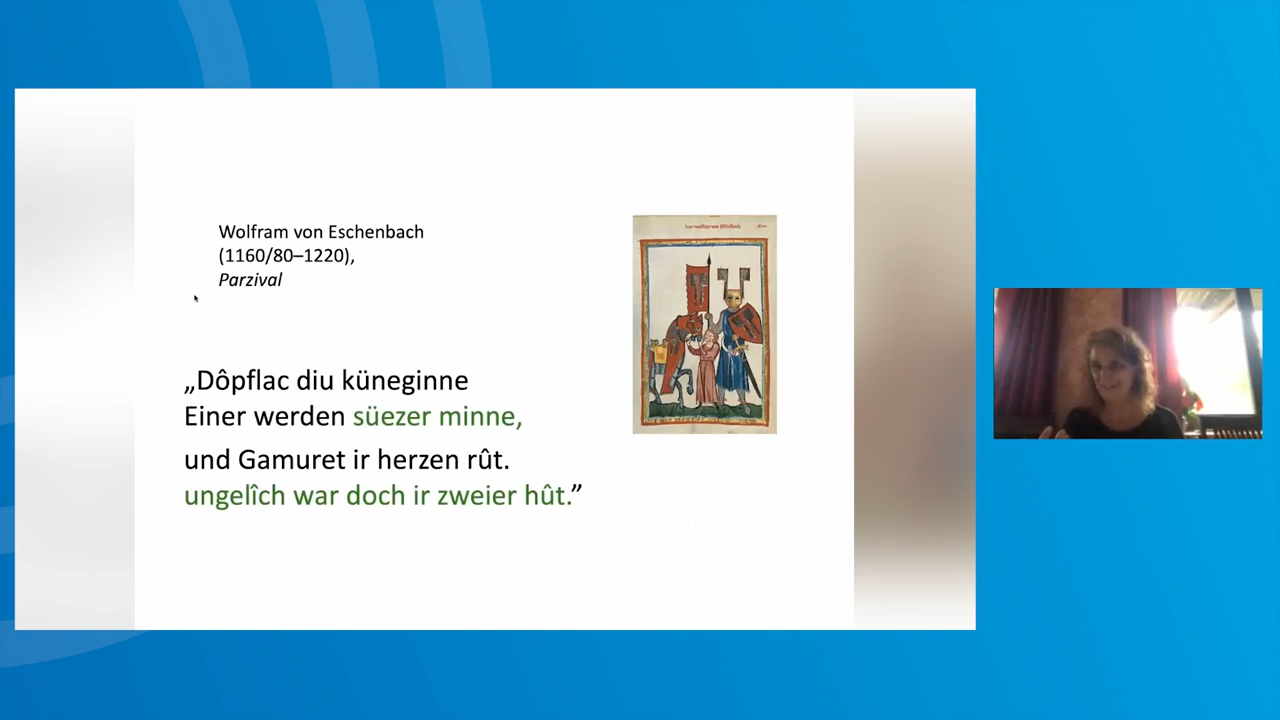 Wolfram von Eschenbach
(1160/80–1220),
Parzival
„Dôpflac diu küneginne
Einer werden süezer minne,
und Gamuret ir herzen rût.
ungelîch war doch ir zweier hût.”